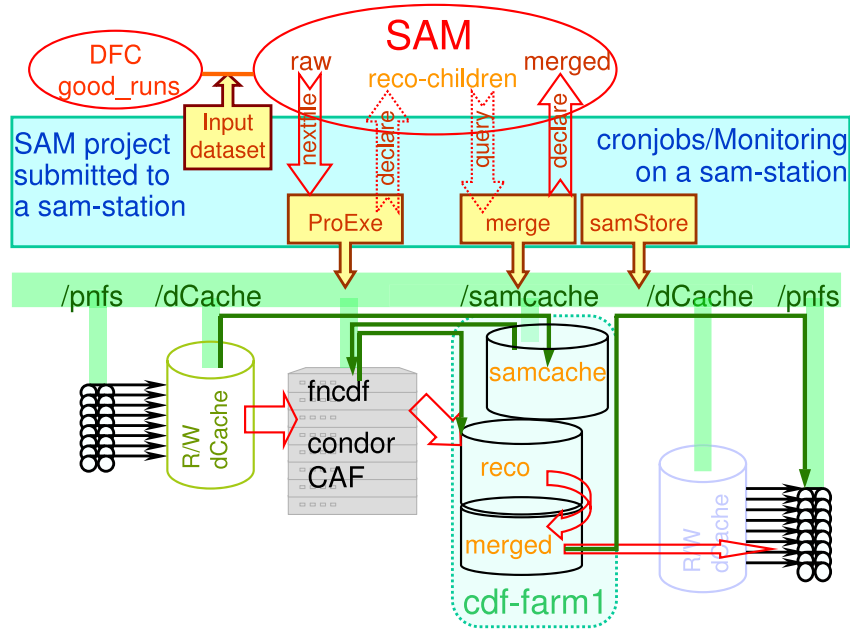 SAM
DFC
good_runs
raw
reco-children
merged
Input
dataset
nextfile
declare
query
declare
SAM project
submitted to
a sam-station
cronjobs/Monitoring
on a sam-station
ProExe
merge
samStore
/pnfs
/dCache
/samcache
/dCache
/pnfs
R/W
dCache
fncdf
condor
CAF
samcache
reco
merged
R/W
dCache
cdf-farm1